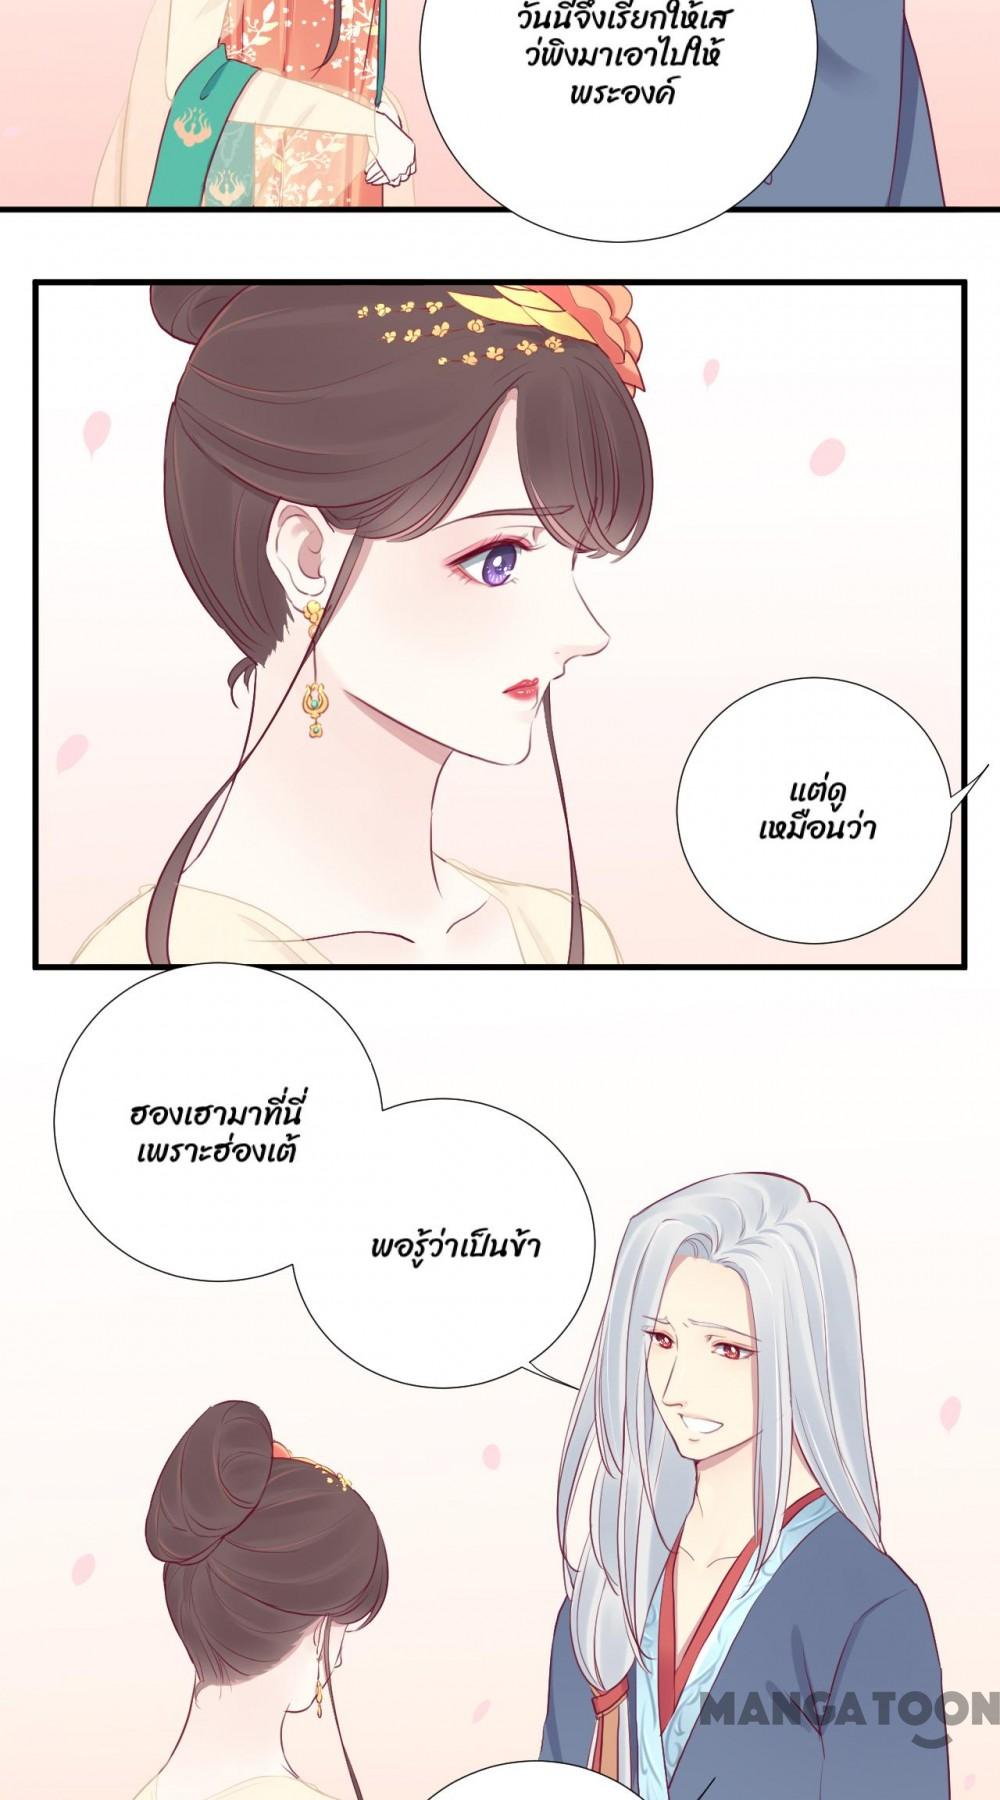 วันนี้จึงเรียกให้เส
ว่พิงมาเอาไปให้
พระองค์
แต่ดู
เหมือนว่า
ฮองเฮามาที่นี่
เพราะฮ่องเต้
พอรู้ว่าเป็นข้า
MANGATOON